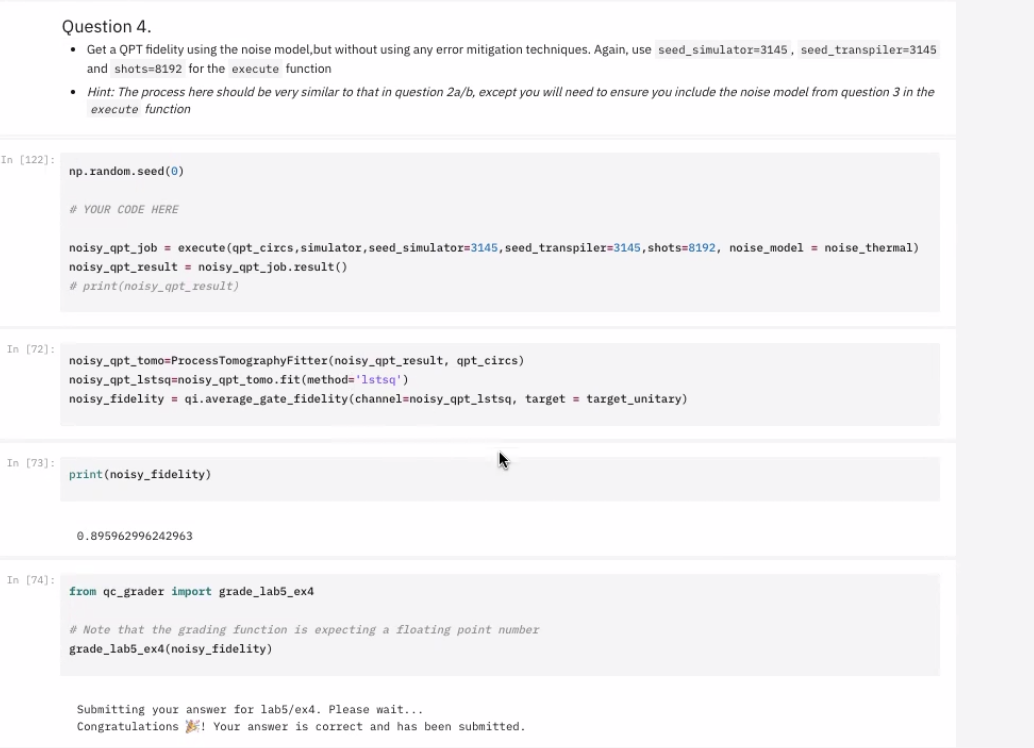 Question 4.
• Get a QPT fidelity using the noise model,but without using any error mitigation techniques. Again, use seed_simulator=3145 , seed_transpiler=3145
and shots=8192 for the execute function
• Hint: The process here should be very similar to that in question 2a/b, except you will need to ensure you include the noise model from question 3 in the
execute function
In [122]:
np.random.seed(0)
# YOUR CODE HERE
noisy_qpt_job = execute(qpt_circs,simulator,seed_simulator=3145,seed_transpiler=3145,shots=8192, noise_model = noise_thermal)
noisy_qpt_result = noisy_qpt_job.result()
# print(noisy_qpt_result)
In [72]:
noisy_qpt_tomo=ProcessTomographyFitter(noisy_qpt_result, qpt_circs)
noisy_qpt_lstsq=noisy_qpt_tomo.fit(method='lstsq')
noisy_fidelity = qi.average_gate_fidelity(channel=noisy_qpt_lstsq, target = target_unitary)
In [73]:
print(noisy_fidelity)
0.895962996242963
In [74]:
from qc_grader import grade_lab5_ex4
# Note that the grading function is expecting a floating point number
grade_lab5_ex4(noisy_fidelity)
Submitting your answer for lab5/ex4. Please wait...
Congratulations 🎉! Your answer is correct and has been submitted.